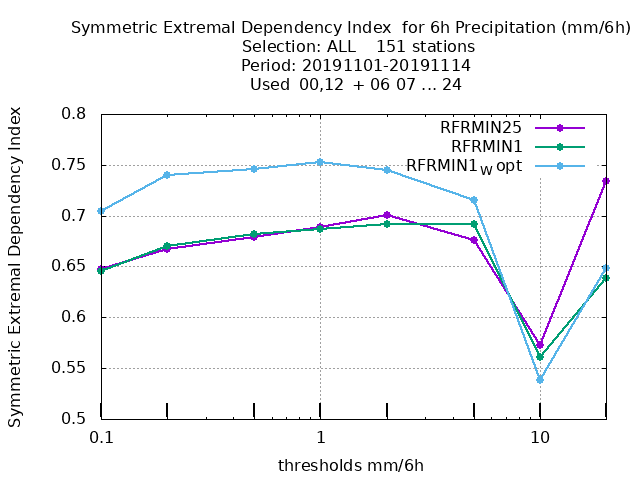 Symmetric Extremal Dependency Index  for 6h Precipitation (mm/6h)
Selection: ALL    151 stations
Period: 20191101-20191114
Used  00,12  + 06 07 ... 24
Symmetric Extremal Dependency Index
0.8
0.75
0.7
0.65
0.6
0.55
0.5
RFRMIN25
RFRMIN1
RFRMIN1w opt
0.1
1
10
thresholds mm/6h